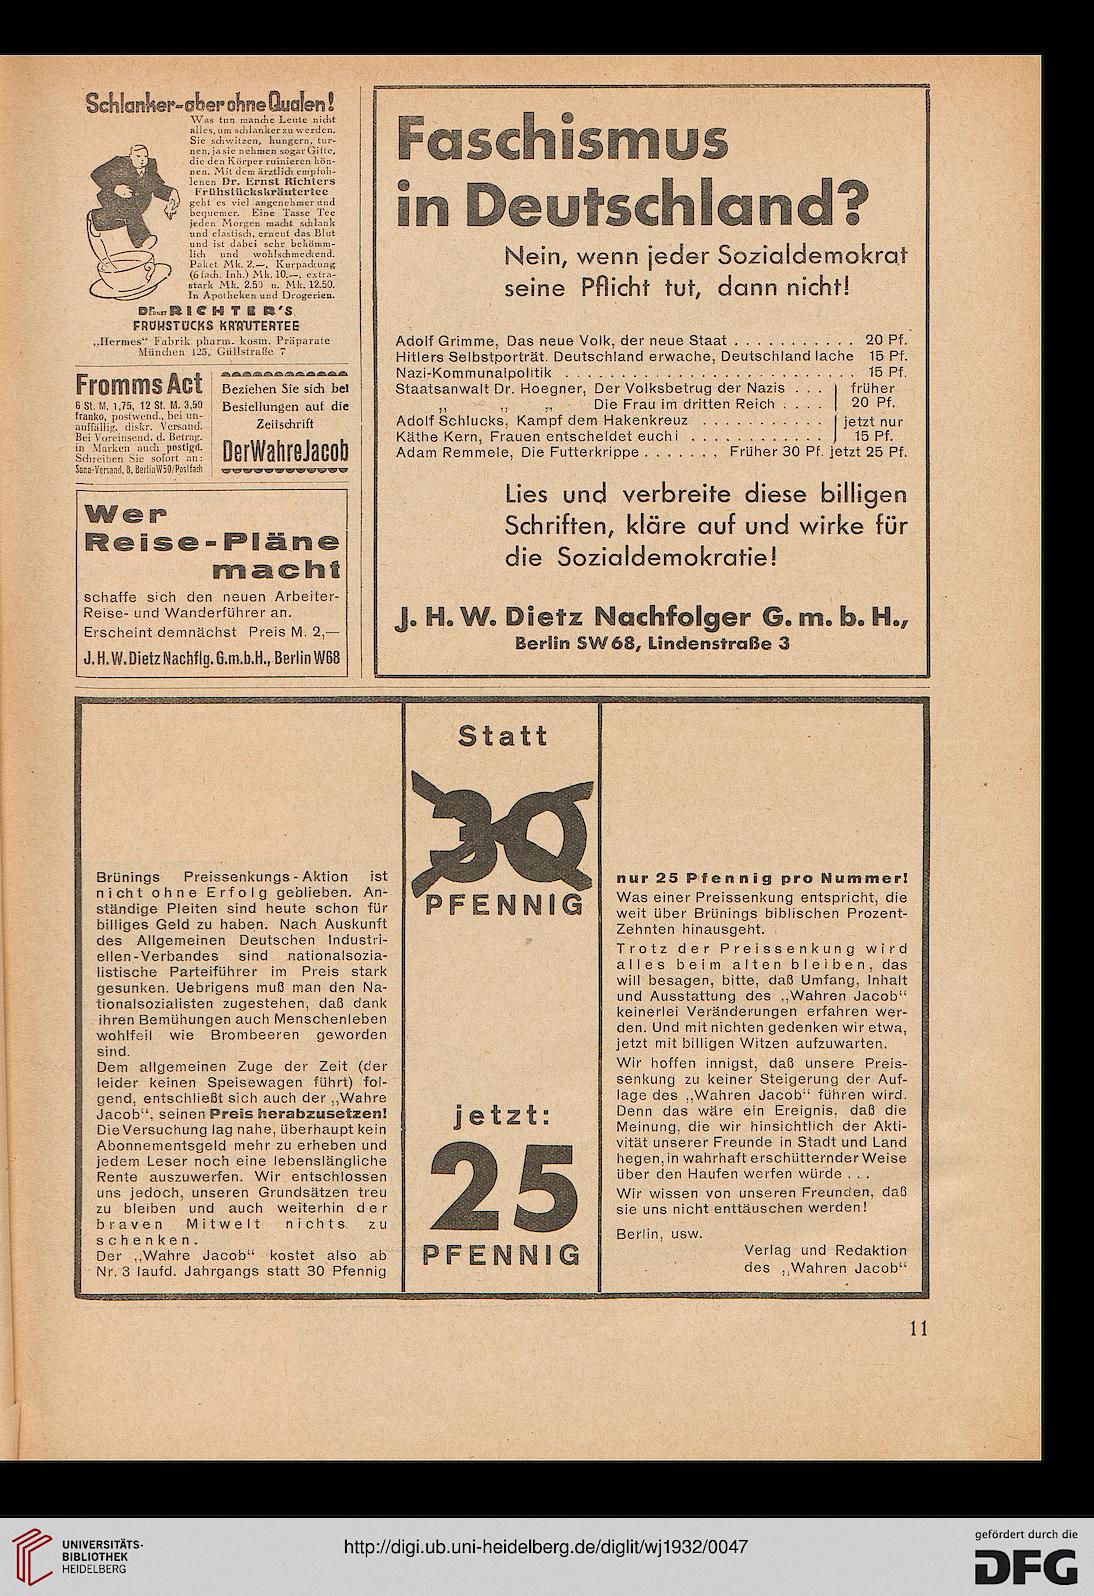 Schlanker-aber ohne Qualen!
Was tun manche Leute nicht
alles, um schlanker zu werden.
Sie schwitzen, hungern, tur-
nen, ja sie nehmen sogar Gifte,
die den Körper ruinieren kön-
nen. Mit dem ärztlich empfoh-
lenen Dr. Ernst Richters
Frühstückskräutertee
geht es viel angenehmer und
bequemer. Eine Tasse Tee
jeden Morgen macht schlank
und elastisch, erneut das Blut
und ist dabei sehr bekömm-
lich und wohlschmeckend.
Paket Mk. 2.—, Kurpackung
(6 fach. Inh.) Mk. 10.—, extra-
stark Mk. 2.50 u. Mk. 12.50.
In Apotheken und Drogerien.
DR. ERNST RICHTER'S
FRÜHSTÜCKS KRÄUTERTEE
„Hermes“ Fabrik pharm. kosm. Präparate
München 125, Güllstraße 7
Fromms Act
6 St. M. 1,75, 12 St. M. 3,50
franko, postwend., bei un-
auffällig. diskr. Versand.
Bei Voreinsend. d. Betrag.
in Marken auch postlgd.
Schreiben Sie sofort an:
Sana-Versand, B, Berlin W50/Postfach
Beziehen Sie sich bei
Bestellungen auf die
Zeitschrift
Der Wahre Jacob
Wer
Reise-Pläne
macht
schaffe sich den neuen Arbeiter-
Reise- und Wanderführer an.
Erscheint demnächst Preis M. 2,—
J. H. W. Dietz Nachflg. G.m.b.H., Berlin W68
Faschismus
in Deutschland?
Nein, wenn jeder Sozialdemokrat
seine Pflicht tut, dann nicht!
Adolf Grimme, Das neue Volk, der neue Staat . . . . . . . . . . . 20 Pf.
Hitlers Selbstporträt. Deutschland erwache, Deutschland lache 15 Pf.
Nazi-Kommunalpolitik . . . . . . . . . . . . . . . . . . . . . . . . . 15 Pf.
Staatsanwalt Dr. Hoegner, Der Volksbetrug der Nazis . . . früher
„ „ „ Die Frau im dritten Reich . . . . 20 Pf.
Adolf Schlucks, Kampf dem Hakenkreuz . . . . . . . . . . . jetzt nur
Käthe Kern, Frauen entscheidet euch! . . . . . . . . . . . . 15 Pf.
Adam Remmele, Die Futterkrippe . . . . . . . Früher 30 Pf. jetzt 25 Pf.
Lies und verbreite diese billigen
Schriften, kläre auf und wirke für
die Sozialdemokratie!
J. H. W. Dietz Nachfolger G. m. b. H.,
Berlin SW 68, Lindenstraße 3
Brünings Preissenkungs-Aktion ist
nicht ohne Erfolg geblieben. An-
ständige Pleiten sind heute schon für
billiges Geld zu haben. Nach Auskunft
des Allgemeinen Deutschen Industri-
ellen-Verbandes sind nationalsozia-
listische Parteiführer im Preis stark
gesunken. Uebrigens muß man den Na-
tionalsozialisten zugestehen, daß dank
ihren Bemühungen auch Menschenleben
wohlfeil wie Brombeeren geworden
sind.
Dem allgemeinen Zuge der Zeit (der
leider keinen Speisewagen führt) fol-
gend, entschließt sich auch der „Wahre
Jacob“, seinen Preis herabzusetzen!
Die Versuchung lag nahe, überhaupt kein
Abonnementsgeld mehr zu erheben und
jedem Leser noch eine lebenslängliche
Rente auszuwerfen. Wir entschlossen
uns jedoch, unseren Grundsätzen treu
zu bleiben und auch weiterhin der
braven Mitwelt nichts zu
schenken.
Der „Wahre Jacob“ kostet also ab
Nr. 3 laufd. Jahrgangs statt 30 Pfennig
Statt
30
PFENNIG
jetzt:
25
PFENNIG
nur 25 Pfennig pro Nummer!
Was einer Preissenkung entspricht, die
weit über Brünings biblischen Prozent-
Zehnten hinausgeht.
Trotz der Preissenkung wird
alles beim alten bleiben, das
will besagen, bitte, daß Umfang, Inhalt
und Ausstattung des „Wahren Jacob“
keinerlei Veränderungen erfahren wer-
den. Und mit nichten gedenken wir etwa,
jetzt mit billigen Witzen aufzuwarten.
Wir hoffen innigst, daß unsere Preis-
senkung zu keiner Steigerung der Auf-
lage des „Wahren Jacob“ führen wird.
Denn das wäre ein Ereignis, daß die
Meinung, die wir hinsichtlich der Akti-
vität unserer Freunde in Stadt und Land
hegen, in wahrhaft erschütternder Weise
über den Haufen werfen würde . . .
Wir wissen von unseren Freunden, daß
sie uns nicht enttäuschen werden!
Berlin, usw.
Verlag und Redaktion
des „Wahren Jacob“
11
UNIVERSITÄTS-
BIBLIOTHEK
HEIDELBERG
http://digi.ub.uni-heidelberg.de/diglit/wj1932/0047
gefördert durch die
DFG